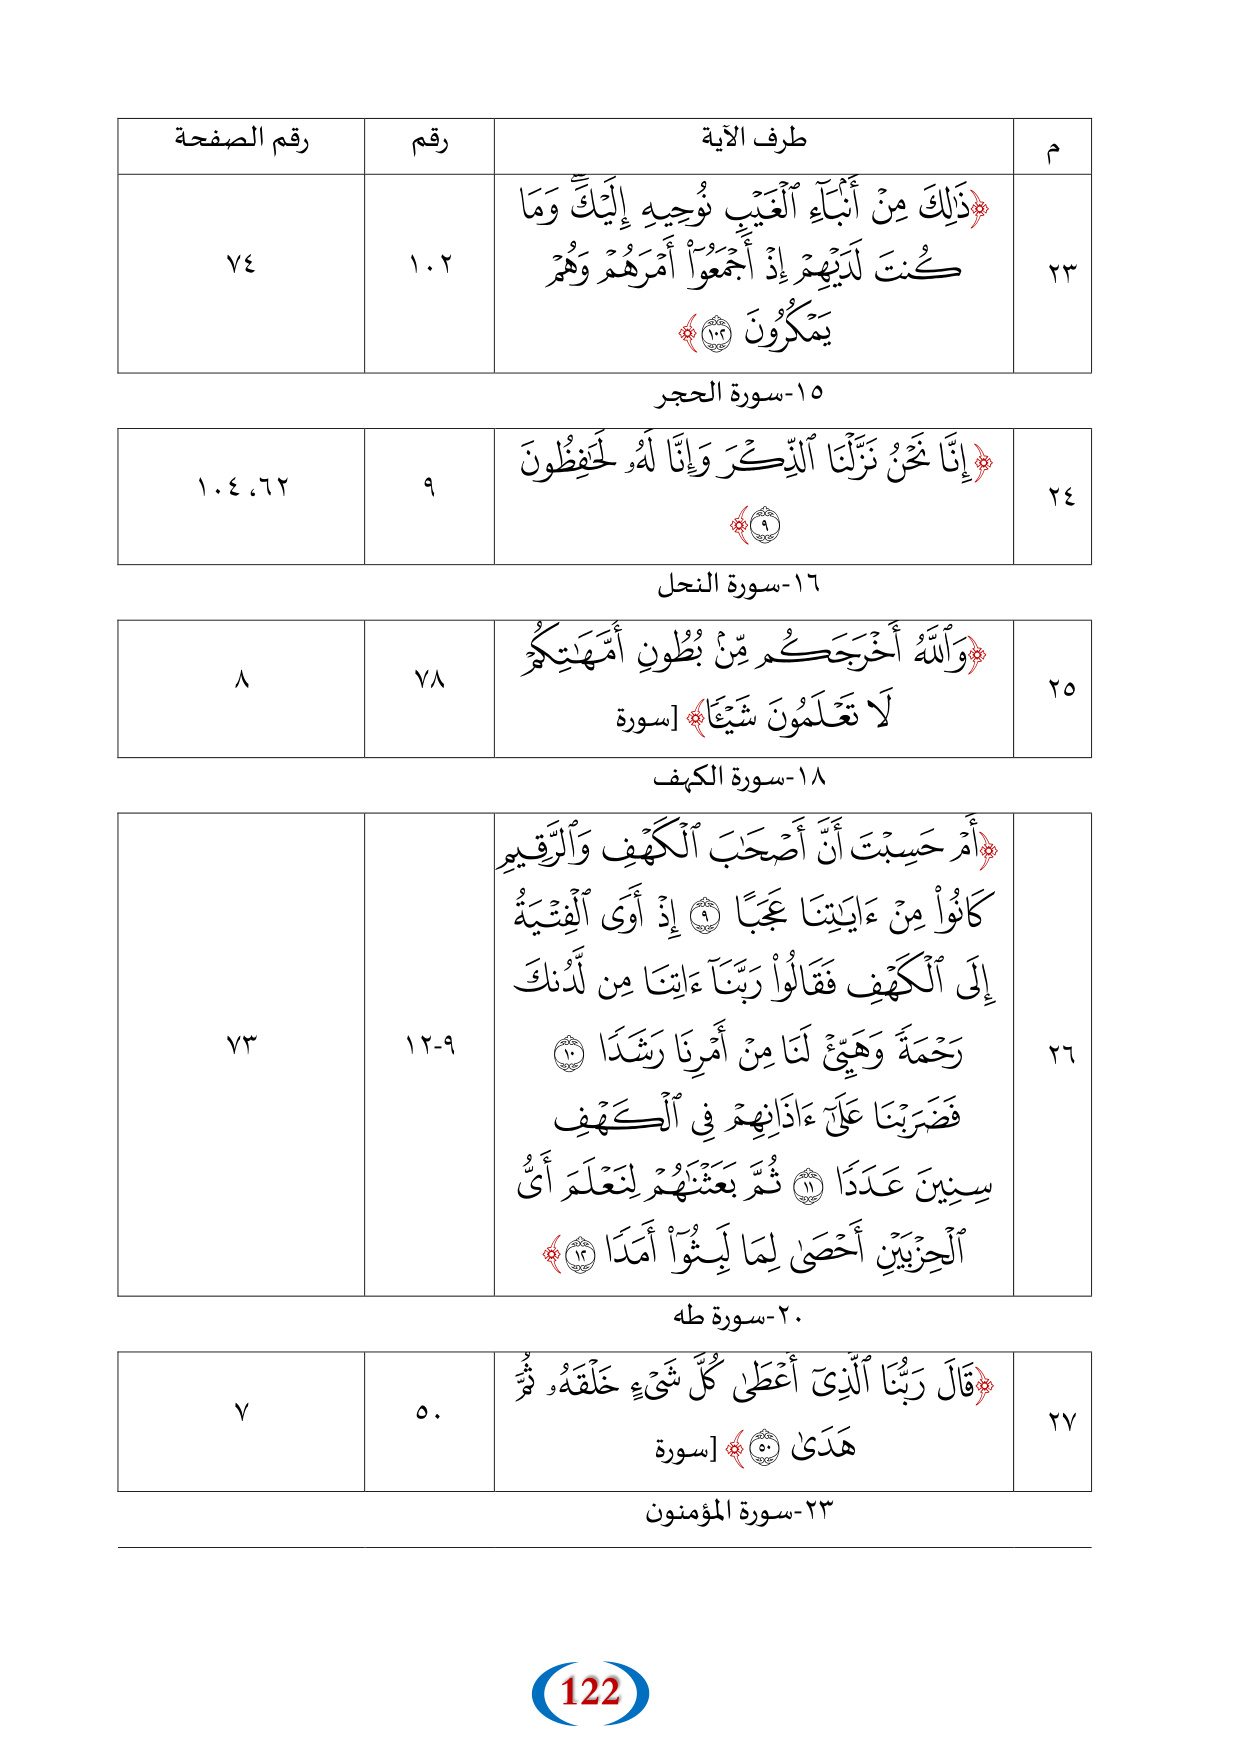 م طرف الآية رقم رقم الصفحة
﴿ذَٰلِكَ مِنۡ أَنۢبَآءِ ٱلۡغَيۡبِ نُوحِيهِ إِلَيۡكَۖ وَمَا
كُنتَ لَدَيۡهِمۡ إِذۡ أَجۡمَعُوٓاْ أَمۡرَهُمۡ وَهُمۡ
٢٣ ١٠٢ ٧٤
يَمۡكُرُونَ ١٠٢﴾
١٥-سورة الحجر
﴿إِنَّا نَحۡنُ نَزَّلۡنَا ٱلذِّكۡرَ وَإِنَّا لَهُۥ لَحَٰفِظُونَ
٢٤ ٩ ٦٢، ١٠٤
٩﴾
١٦-سورة النحل
﴿وَٱللَّهُ أَخۡرَجَكُم مِّنۢ بُطُونِ أُمَّهَٰتِكُمۡ
٢٥ ٧٨ ٨
لَا تَعۡلَمُونَ شَيۡـٔٗا﴾ [سورة
١٨-سورة الكهف
﴿أَمۡ حَسِبۡتَ أَنَّ أَصۡحَٰبَ ٱلۡكَهۡفِ وَٱلرَّقِيمِ
كَانُواْ مِنۡ ءَايَٰتِنَا عَجَبًا ٩ إِذۡ أَوَى ٱلۡفِتۡيَةُ
إِلَى ٱلۡكَهۡفِ فَقَالُواْ رَبَّنَآ ءَاتِنَا مِن لَّدُنكَ
رَحۡمَةٗ وَهَيِّئۡ لَنَا مِنۡ أَمۡرِنَا رَشَدٗا ١٠
٢٦ ٩-١٢ ٧٣
فَضَرَبۡنَا عَلَىٰٓ ءَاذَانِهِمۡ فِي ٱلۡكَهۡفِ
سِنِينَ عَدَدٗا ١١ ثُمَّ بَعَثۡنَٰهُمۡ لِنَعۡلَمَ أَيُّ
ٱلۡحِزۡبَيۡنِ أَحۡصَىٰ لِمَا لَبِثُوٓاْ أَمَدٗا ١٢﴾
٢٠-سورة طه
﴿قَالَ رَبُّنَا ٱلَّذِيٓ أَعۡطَىٰ كُلَّ شَيۡءٍ خَلۡقَهُۥ ثُمَّ
٢٧ ٥٠ ٧
هَدَىٰ ٥٠﴾ [سورة
٢٣-سورة المؤمنون
122